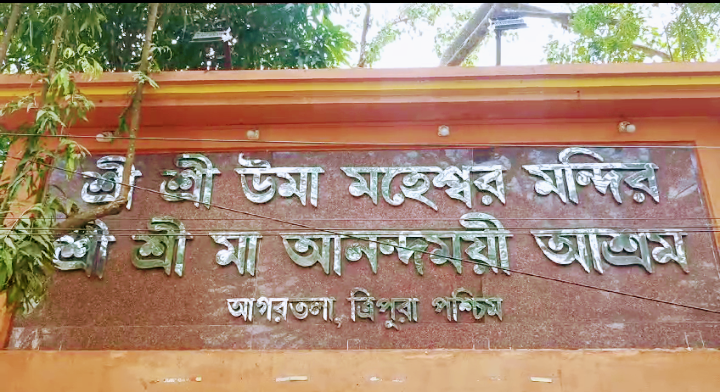 শ্রী শ্রী উমা মহেশ্বর মন্দির
শ্রী শ্রী মা আনন্দময়ী আশ্রম
আগরতলা, ত্রিপুরা পশ্চিম